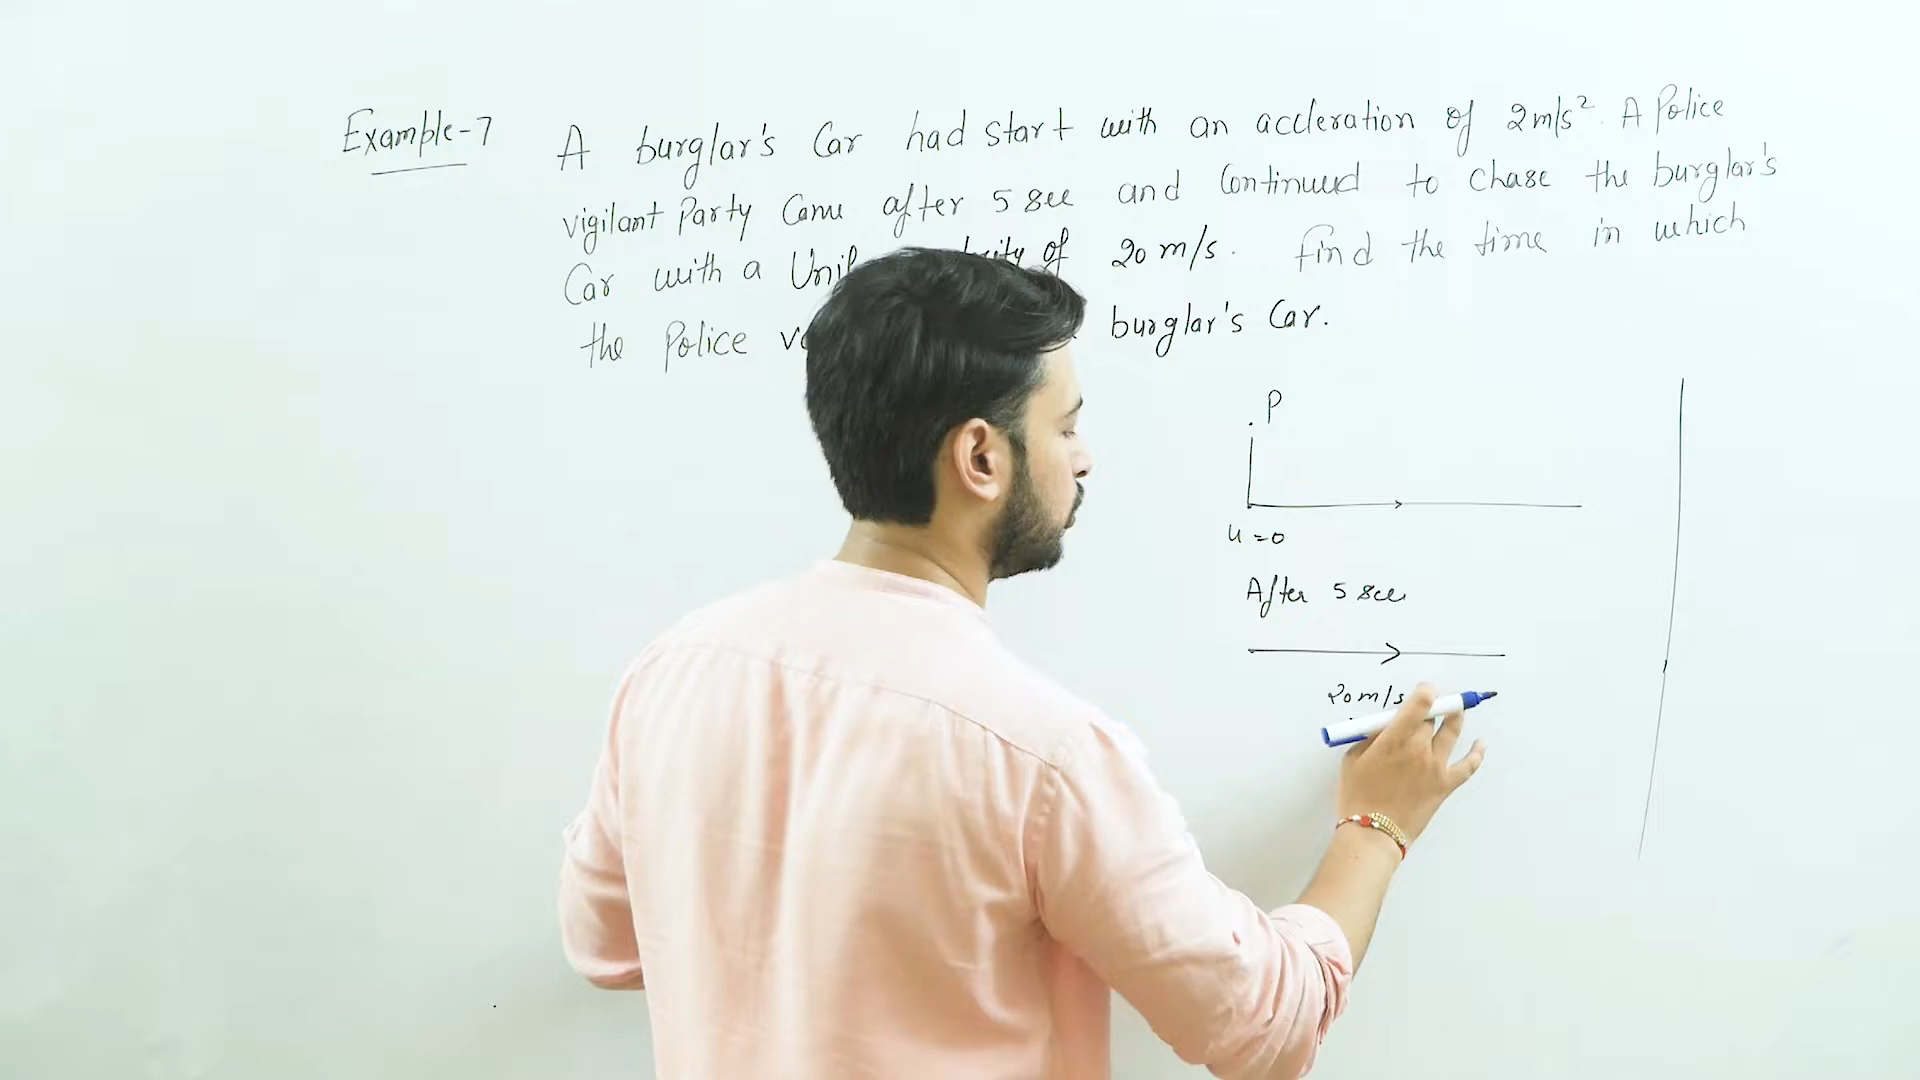 Example-7
A burglar's Car had start with an accleration of 2m/s². A Police
vigilant Party Came after 5 sec and Continued to chase the burglar's
Car with a of 20 m/s. find the time in which
the Police burglar's Car.
P
u=0
After 5 sec
20m/s